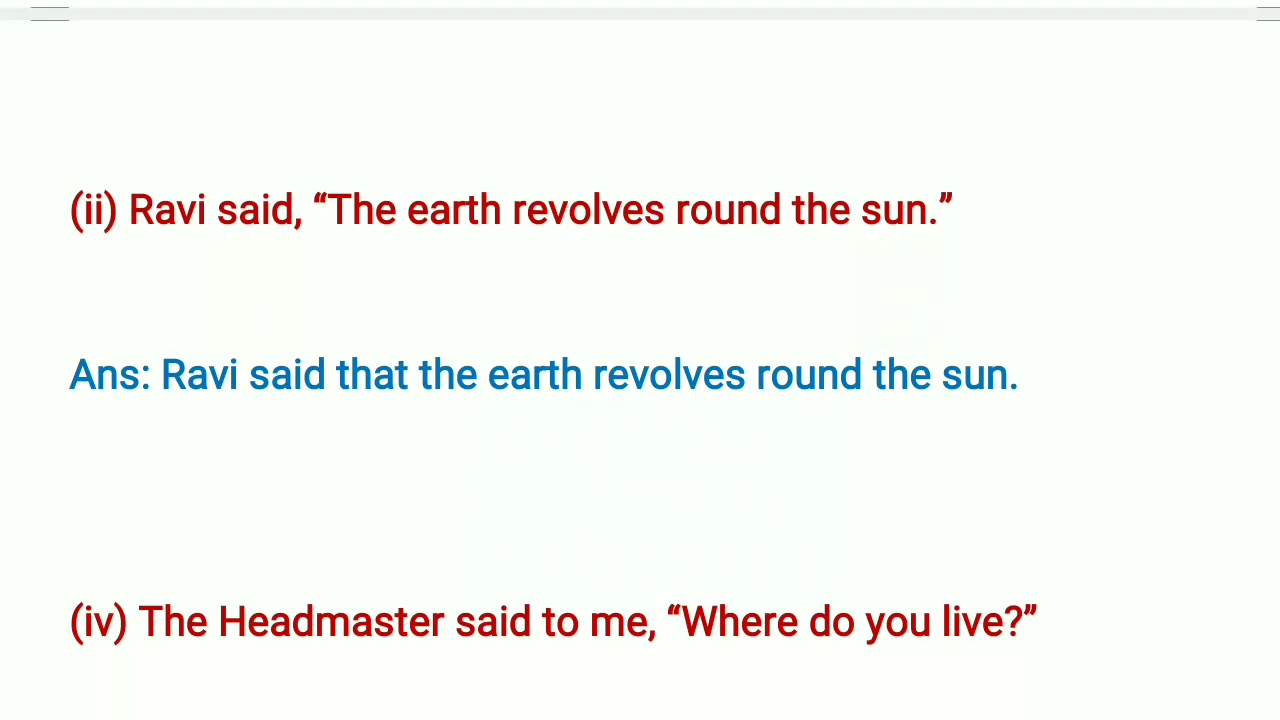 (ii) Ravi said, “The earth revolves round the sun.”
Ans: Ravi said that the earth revolves round the sun.
(iv) The Headmaster said to me, “Where do you live?”